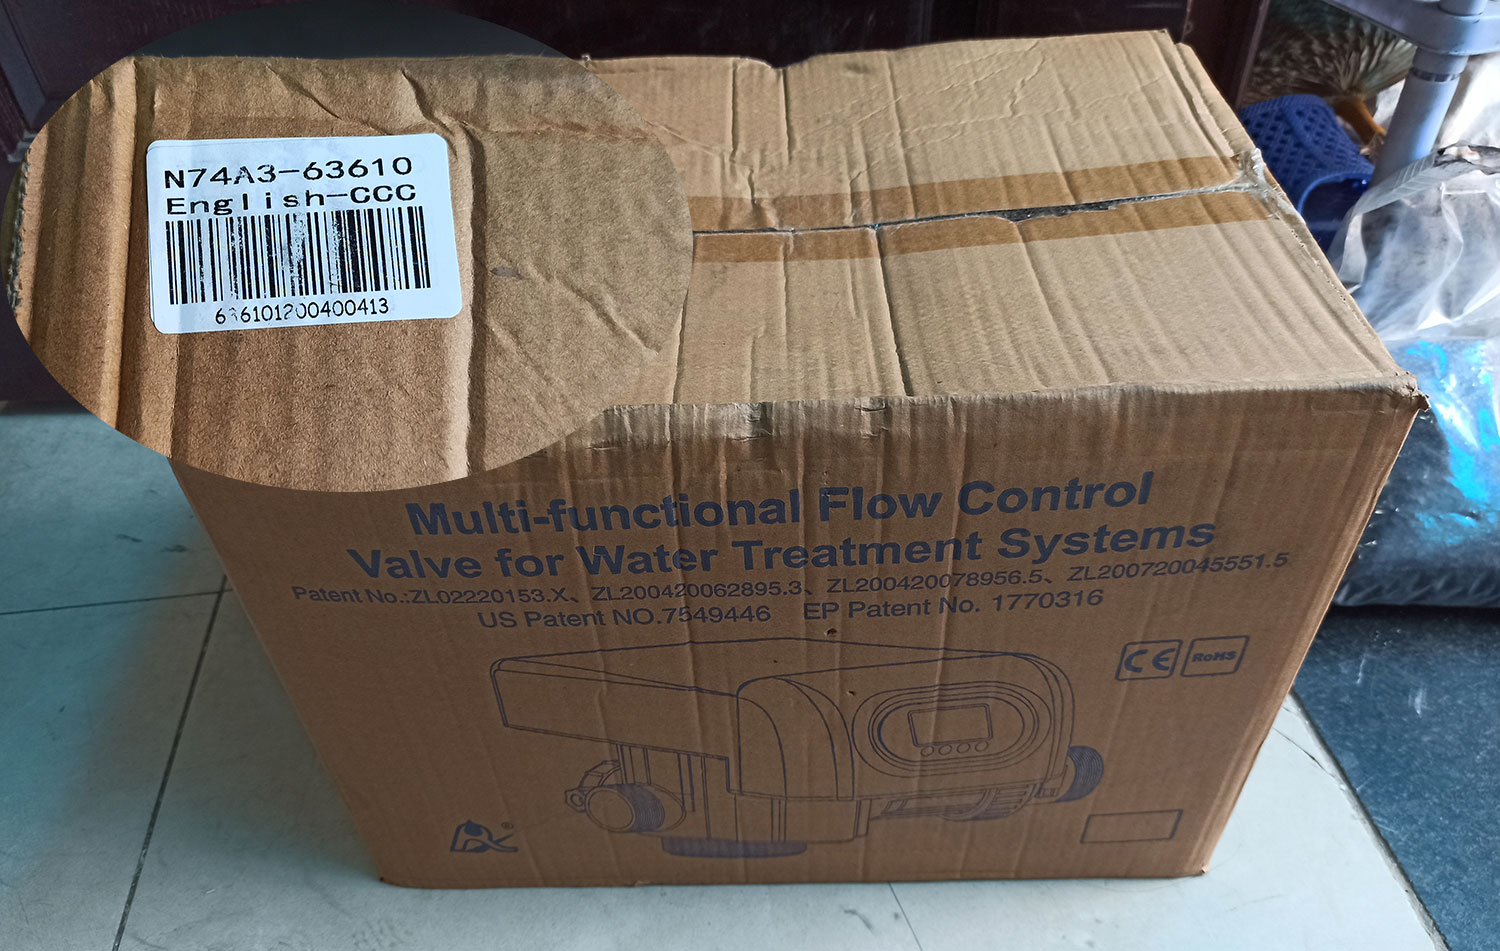 N74A3-63610
English-CCC
636101200400413
Multi-functional Flow Control
Valve for Water Treatment Systems
Patent No.:ZL02220153.X、ZL200420062895.3、ZL200420078956.5、ZL200720045551.5
US Patent NO.7549446 EP Patent No. 1770316
CE RoHS
®